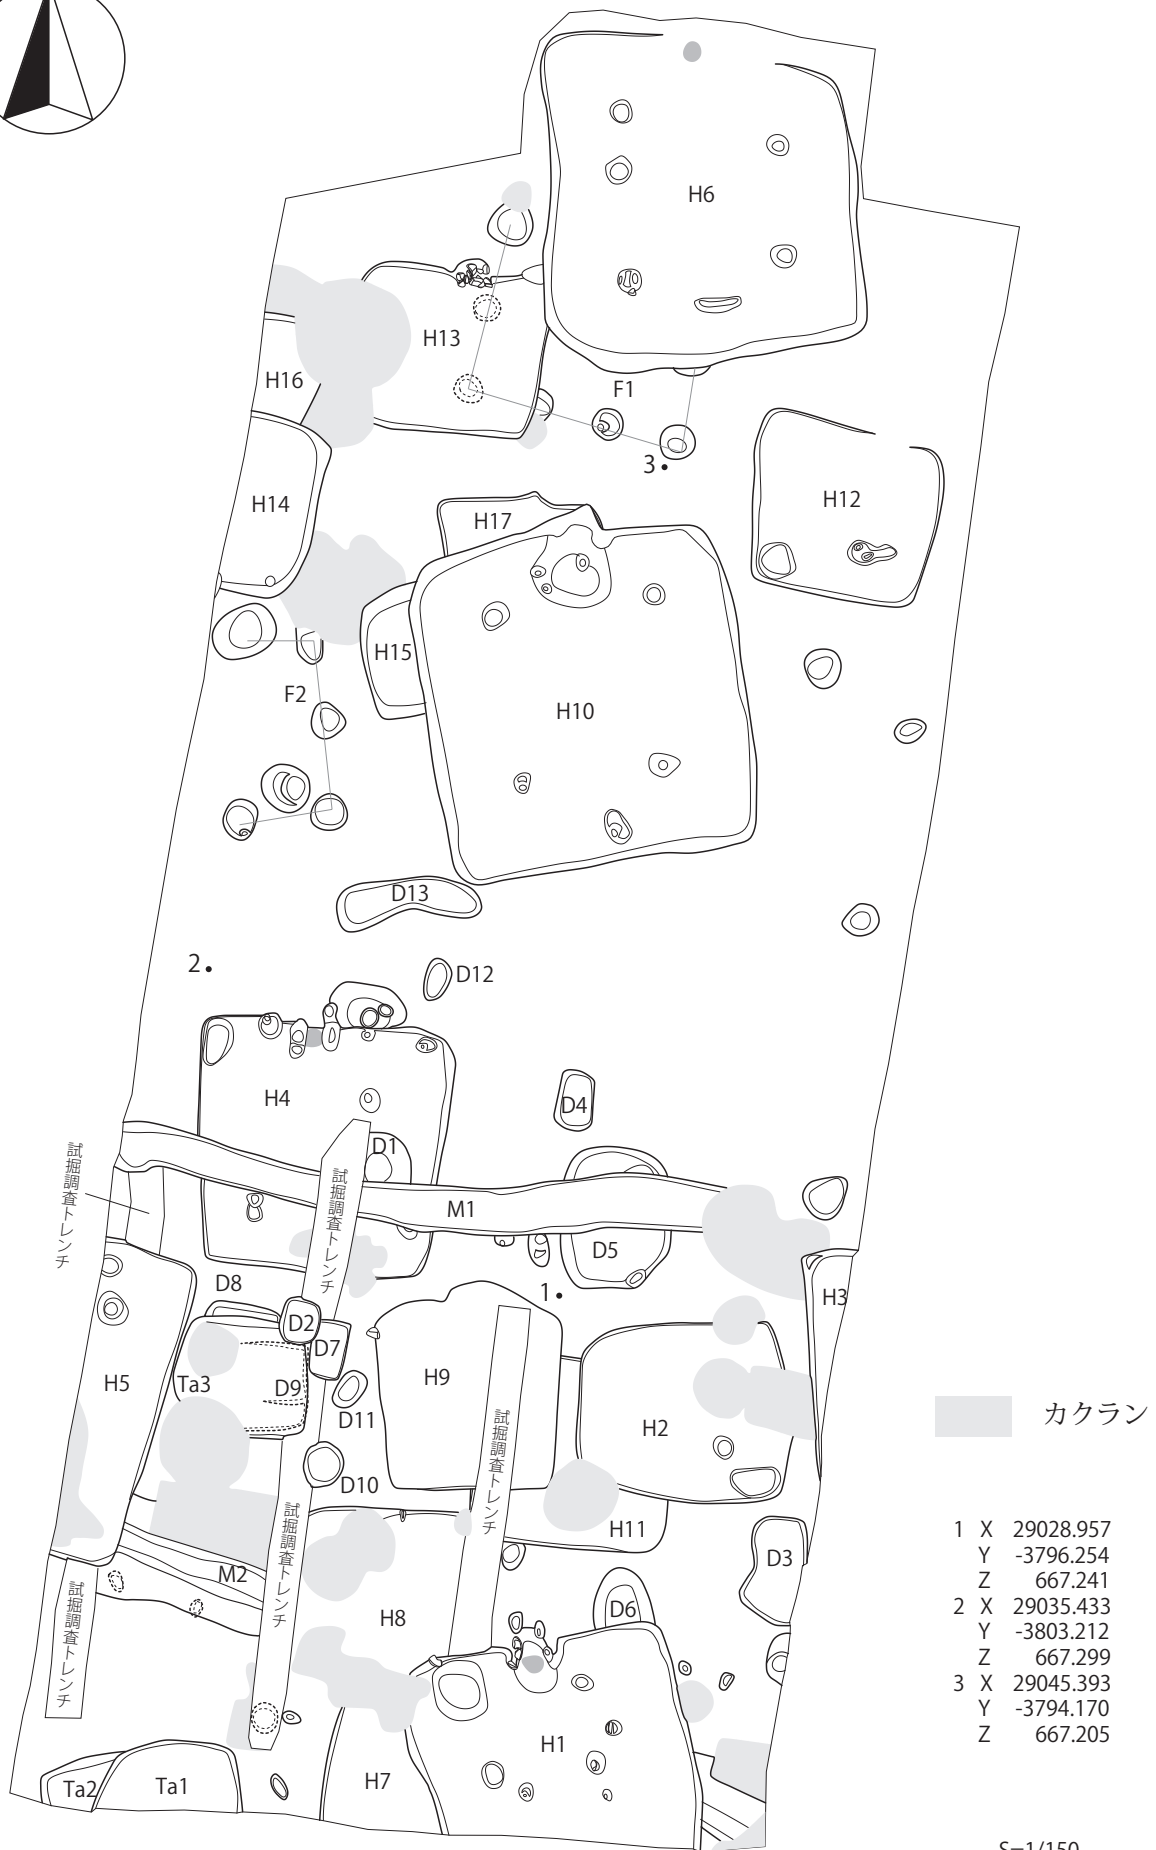 H6
H13
H16
F1
3
H14
H17
H12
H15
F2
H10
D13
2
D12
H4
D4
D1
試掘調査トレンチ
試掘調査トレンチ
M1
D5
D8
1
H3
D2
D7
H5
Ta3
D9
H9
D11
H2
カクラン
試掘調査トレンチ
D10
試掘調査トレンチ
H11
D3
M2
試掘調査トレンチ
H8
D6
H1
Ta2
Ta1
H7
1 X 29028.957
Y -3796.254
Z 667.241
2 X 29035.433
Y -3803.212
Z 667.299
3 X 29045.393
Y -3794.170
Z 667.205
S=1/150